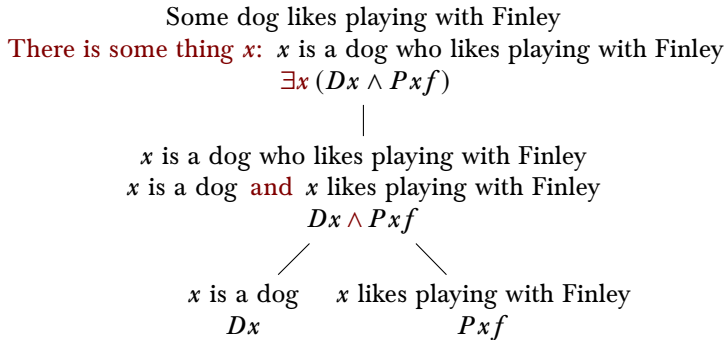 Some dog likes playing with Finley
There is some thing x: x is a dog who likes playing with Finley
∃x (Dx ∧ Pxf)
x is a dog who likes playing with Finley
x is a dog and x likes playing with Finley
Dx ∧ Pxf
x is a dog x likes playing with Finley
Dx Pxf